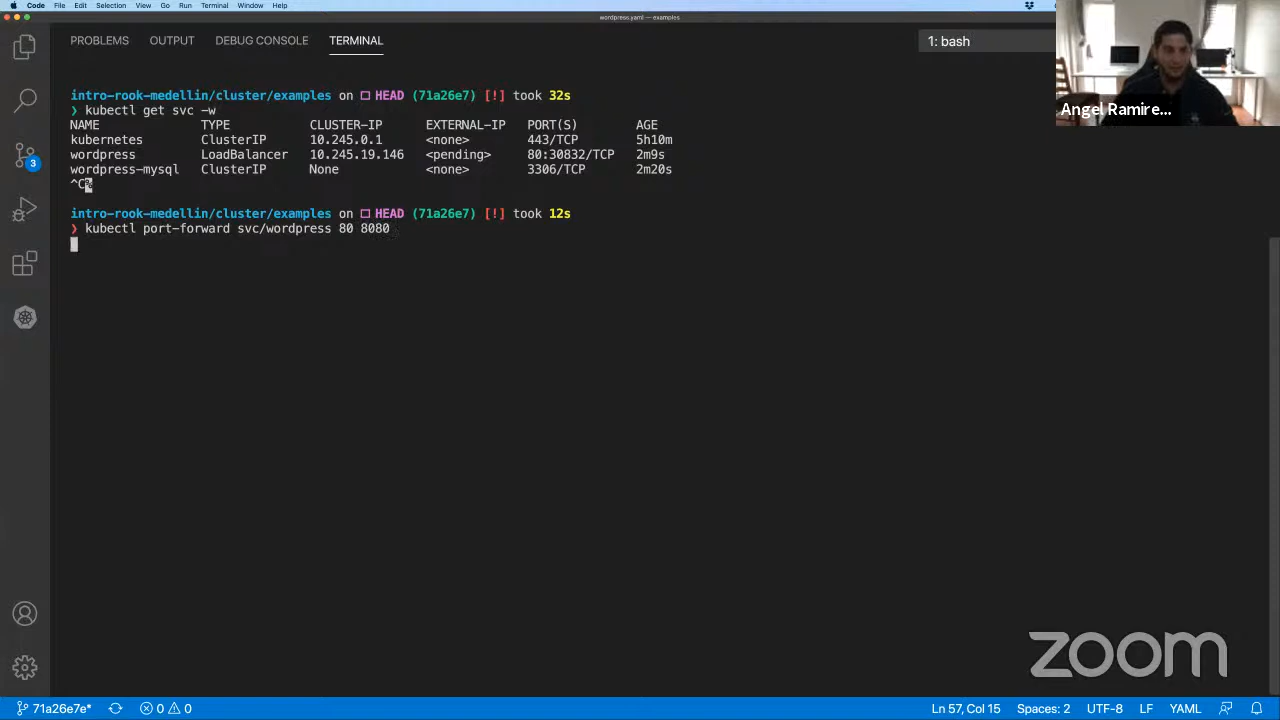 Code File Edit Selection View Go Run Terminal Window Help
wordpress.yaml — examples
PROBLEMS OUTPUT DEBUG CONSOLE TERMINAL 1: bash
Angel Ramire...
intro-rook-medellin/cluster/examples on ☐ HEAD (71a26e7) [!] took 32s
❯ kubectl get svc -w
NAME TYPE CLUSTER-IP EXTERNAL-IP PORT(S) AGE
kubernetes ClusterIP 10.245.0.1 <none> 443/TCP 5h10m
wordpress LoadBalancer 10.245.19.146 <pending> 80:30832/TCP 2m9s
wordpress-mysql ClusterIP None <none> 3306/TCP 2m20s
^C%
intro-rook-medellin/cluster/examples on ☐ HEAD (71a26e7) [!] took 12s
❯ kubectl port-forward svc/wordpress 80 8080
3
zoom
71a26e7e* 0 0 Ln 57, Col 15 Spaces: 2 UTF-8 LF YAML